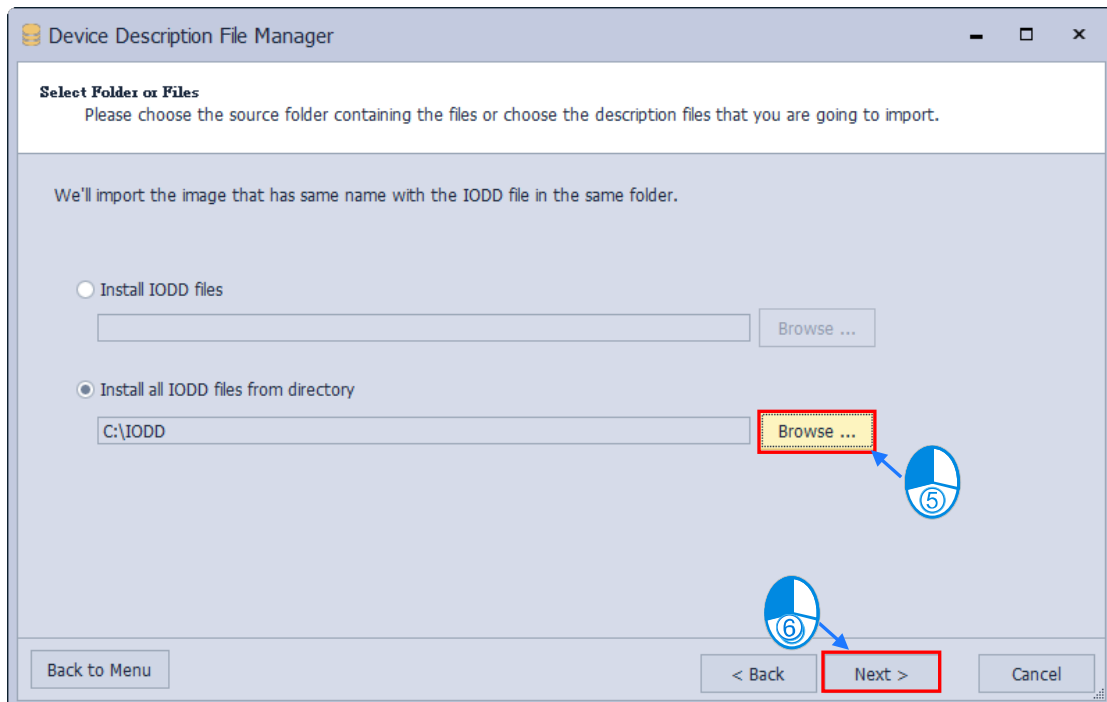 Device Description File Manager
Select Folder or Files
Please choose the source folder containing the files or choose the description files that you are going to import.
We'll import the image that has same name with the IODD file in the same folder.
Install IODD files
Browse ...
Install all IODD files from directory
C:\IODD
Browse ...
⑤
⑥
Back to Menu
< Back
Next >
Cancel